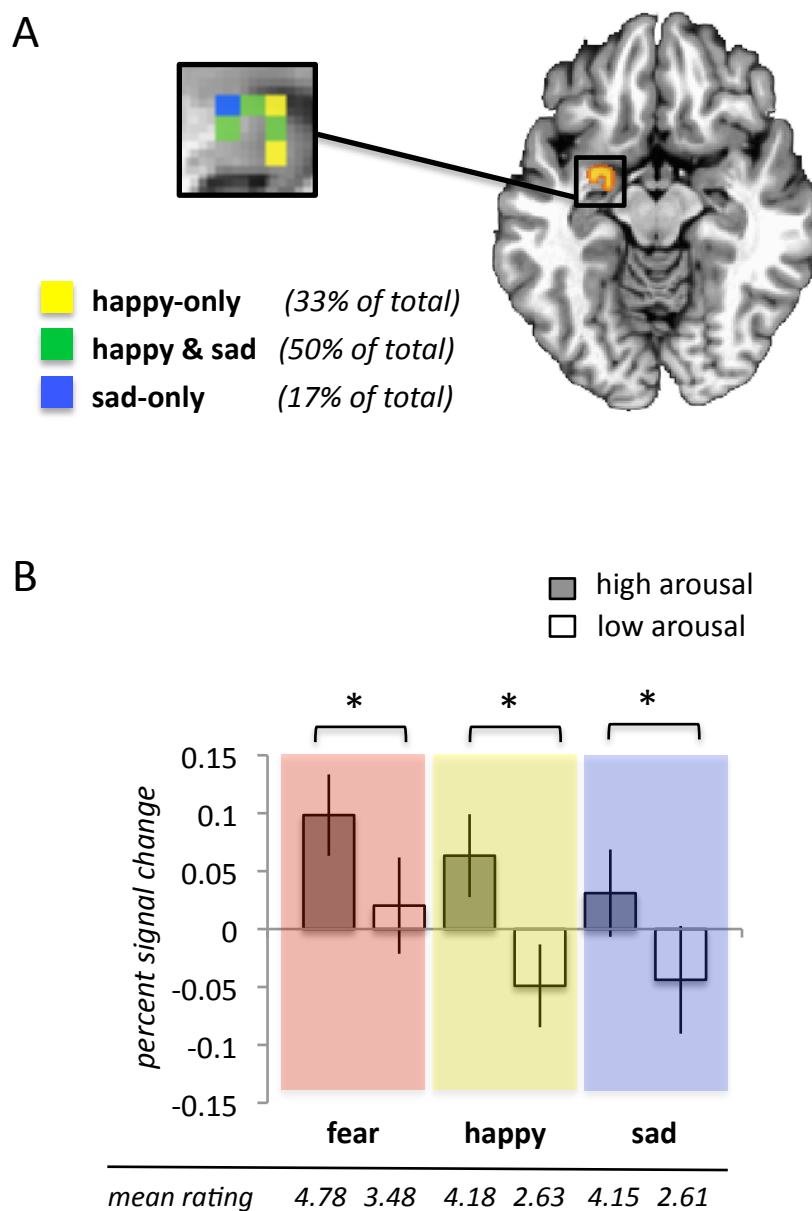 A
happy-only (33% of total)
happy & sad (50% of total)
sad-only (17% of total)
B
high arousal
low arousal
* * *
0.15
0.1
0.05
0
-0.05
-0.1
-0.15
percent signal change
fear happy sad
mean rating 4.78 3.48 4.18 2.63 4.15 2.61